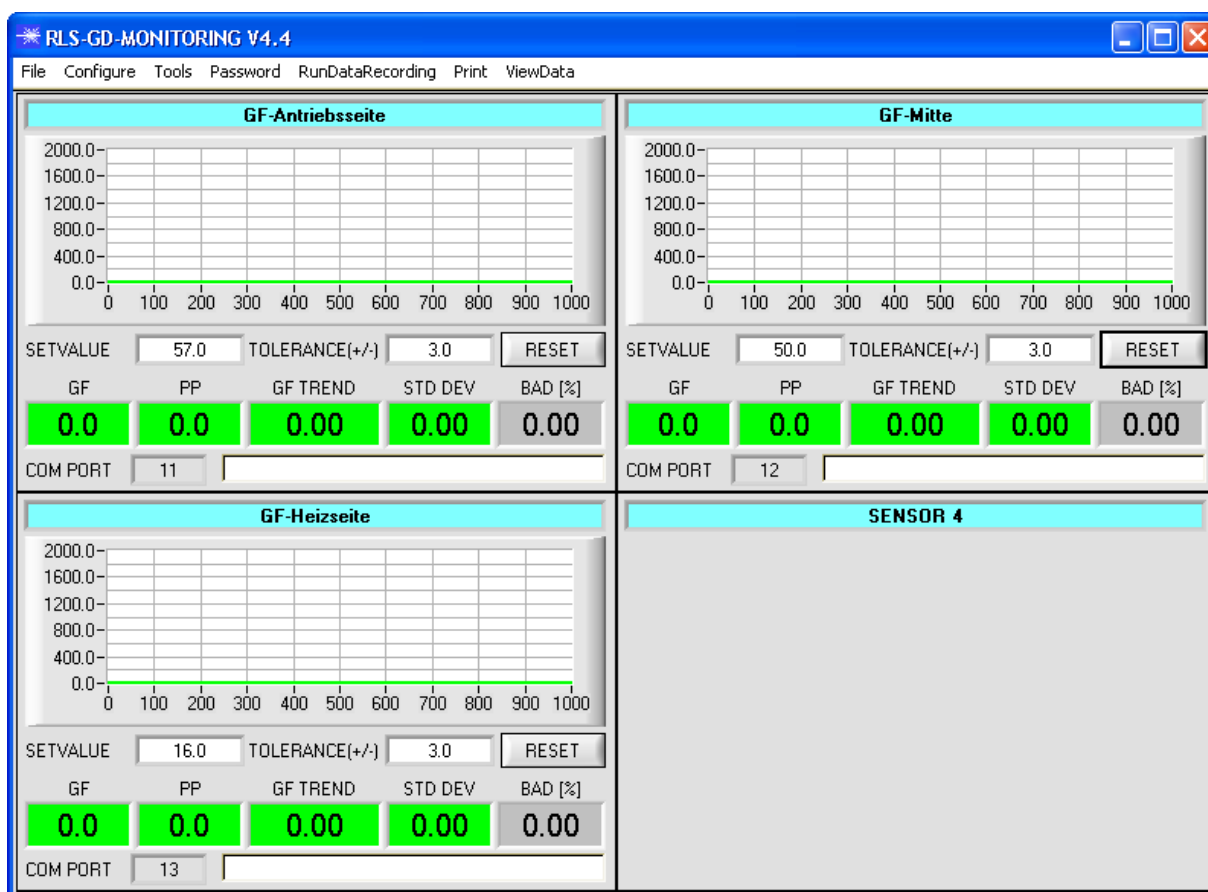 RLS-GD-MONITORING V4.4
File Configure Tools Password RunDataRecording Print ViewData
GF-Antriebsseite
2000.0
1600.0
1200.0
800.0
400.0
0.0
0 100 200 300 400 500 600 700 800 900 1000
SETVALUE 57.0 TOLERANCE(+/-) 3.0 RESET
GF PP GF TREND STD DEV BAD [%]
0.0 0.0 0.00 0.00 0.00
COM PORT 11
GF-Mitte
2000.0
1600.0
1200.0
800.0
400.0
0.0
0 100 200 300 400 500 600 700 800 900 1000
SETVALUE 50.0 TOLERANCE(+/-) 3.0 RESET
GF PP GF TREND STD DEV BAD [%]
0.0 0.0 0.00 0.00 0.00
COM PORT 12
GF-Heizseite
2000.0
1600.0
1200.0
800.0
400.0
0.0
0 100 200 300 400 500 600 700 800 900 1000
SETVALUE 16.0 TOLERANCE(+/-) 3.0 RESET
GF PP GF TREND STD DEV BAD [%]
0.0 0.0 0.00 0.00 0.00
COM PORT 13
SENSOR 4